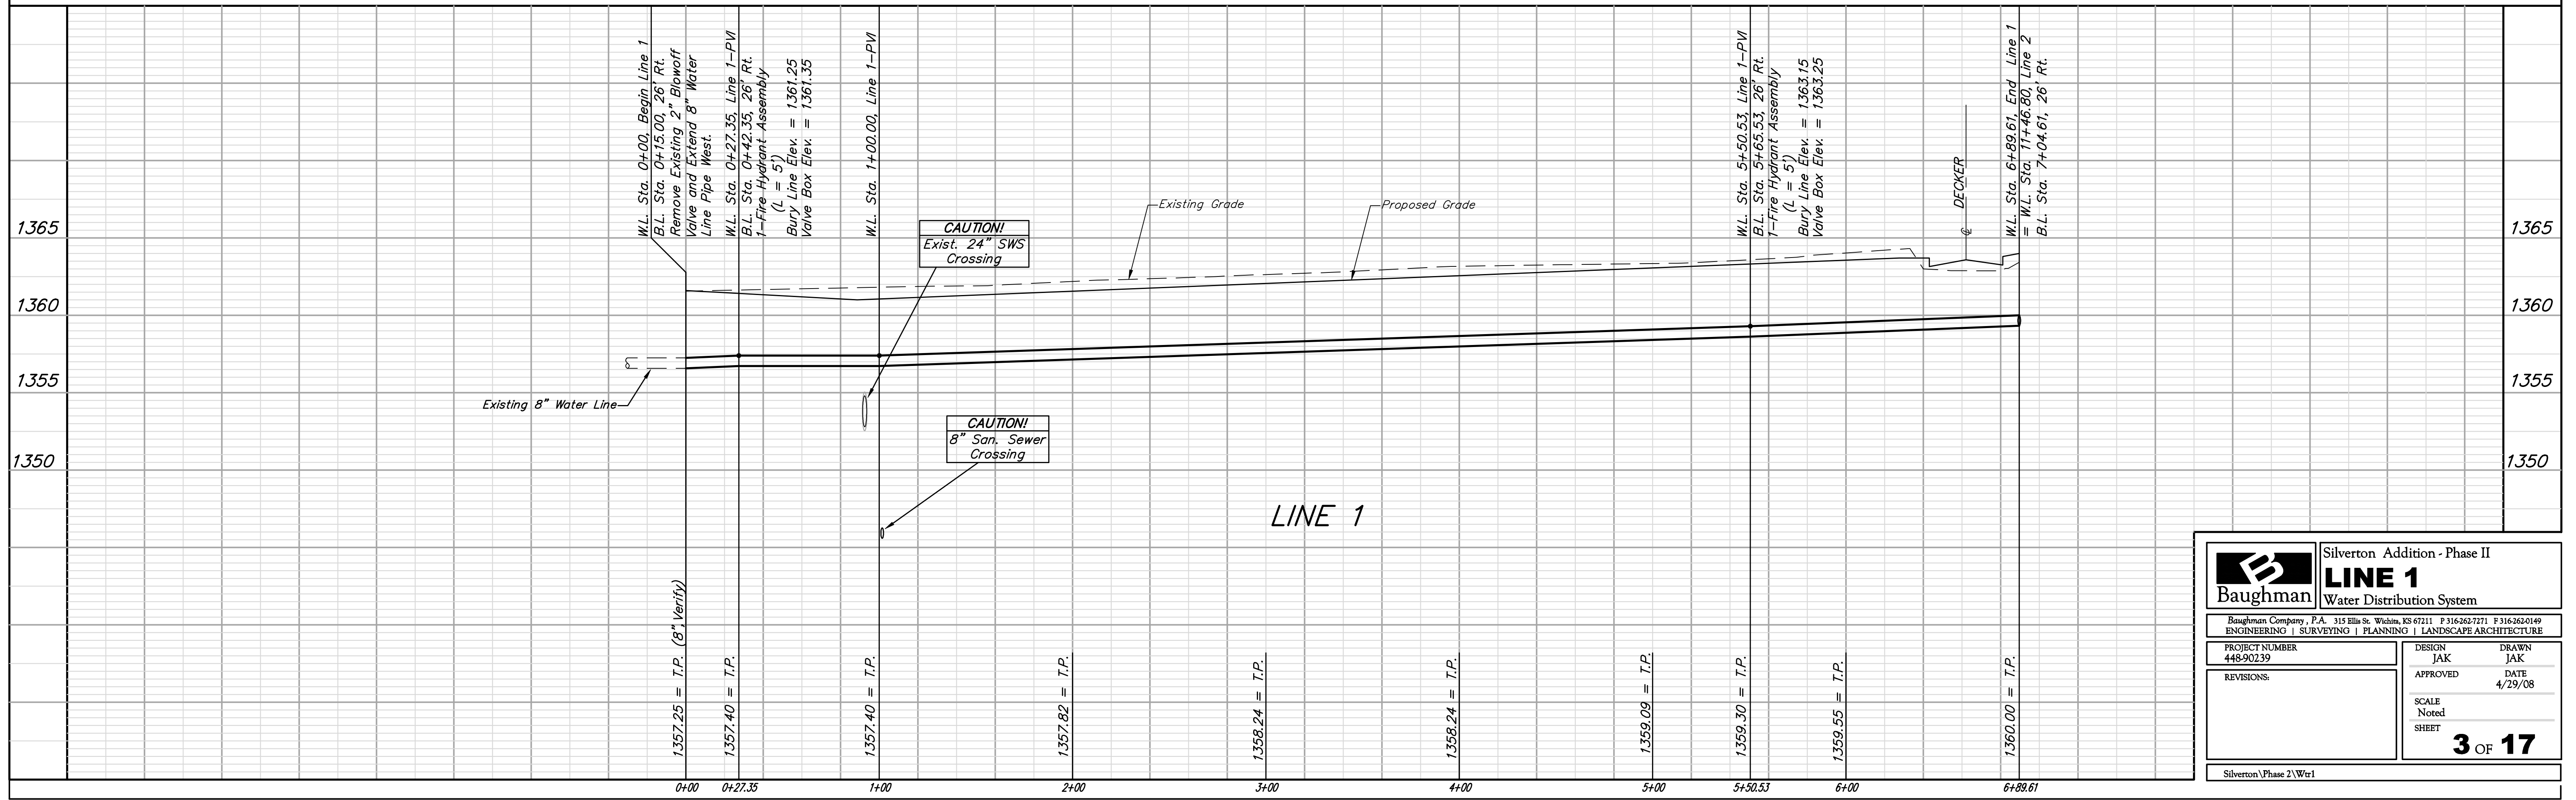 W.L. Sta. 0+00, Begin Line 1
B.L. Sta. 0+15.00, 26' Rt.
Remove Existing 2" Blowoff
Valve and Extend 8" Water
Line Pipe West.
W.L. Sta. 0+27.35, Line 1-PVI
B.L. Sta. 0+42.35, 26' Rt.
1-Fire Hydrant Assembly
(L = 5')
Bury Line Elev. = 1361.25
Valve Box Elev. = 1361.35
W.L. Sta. 1+00.00, Line 1-PVI
W.L. Sta. 5+50.53, Line 1-PVI
B.L. Sta. 5+65.53, 26' Rt.
1-Fire Hydrant Assembly
(L = 5')
Bury Line Elev. = 1363.15
Valve Box Elev. = 1363.25
DECKER
℄
W.L. Sta. 6+89.61, End Line 1
= W.L. Sta. 11+46.80, Line 2
B.L. Sta. 7+04.61, 26' Rt.
CAUTION!
Exist. 24" SWS
Crossing
Existing Grade
Proposed Grade
1365
1365
1360
1360
1355
1355
Existing 8" Water Line
CAUTION!
8" San. Sewer
Crossing
1350
1350
LINE 1
1357.25 = T.P. (8", Verify)
1357.40 = T.P.
1357.40 = T.P.
1357.82 = T.P.
1358.24 = T.P.
1358.24 = T.P.
1359.09 = T.P.
1359.30 = T.P.
1359.55 = T.P.
1360.00 = T.P.
0+00
0+27.35
1+00
2+00
3+00
4+00
5+00
5+50.53
6+00
6+89.61
B
Baughman
Silverton Addition - Phase II
LINE 1
Water Distribution System
Baughman Company, P.A. 315 Ellis St. Wichita, KS 67211 P 316-262-7271 F 316-262-0149
ENGINEERING | SURVEYING | PLANNING | LANDSCAPE ARCHITECTURE
PROJECT NUMBER
448-90239
REVISIONS:
DESIGN
JAK
DRAWN
JAK
APPROVED
DATE
4/29/08
SCALE
Noted
SHEET
3 OF 17
Silverton\Phase 2\Wtr1